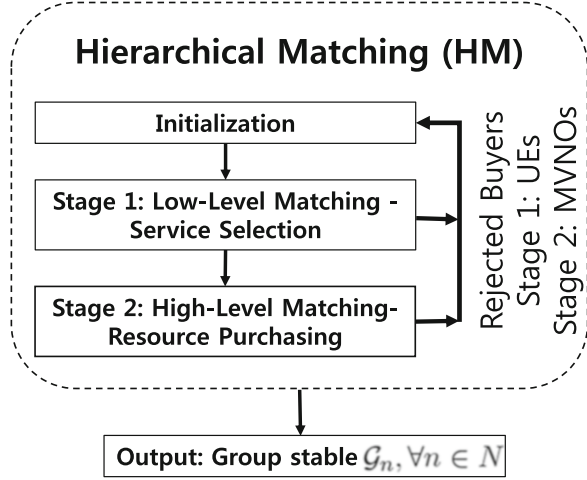 Hierarchical Matching (HM)
Initialization
Stage 1: Low-Level Matching -
Service Selection
Stage 2: High-Level Matching-
Resource Purchasing
Rejected Buyers
Stage 1: UEs
Stage 2: MVNOs
Output: Group stable 𝒢ₙ, ∀n ∈ N